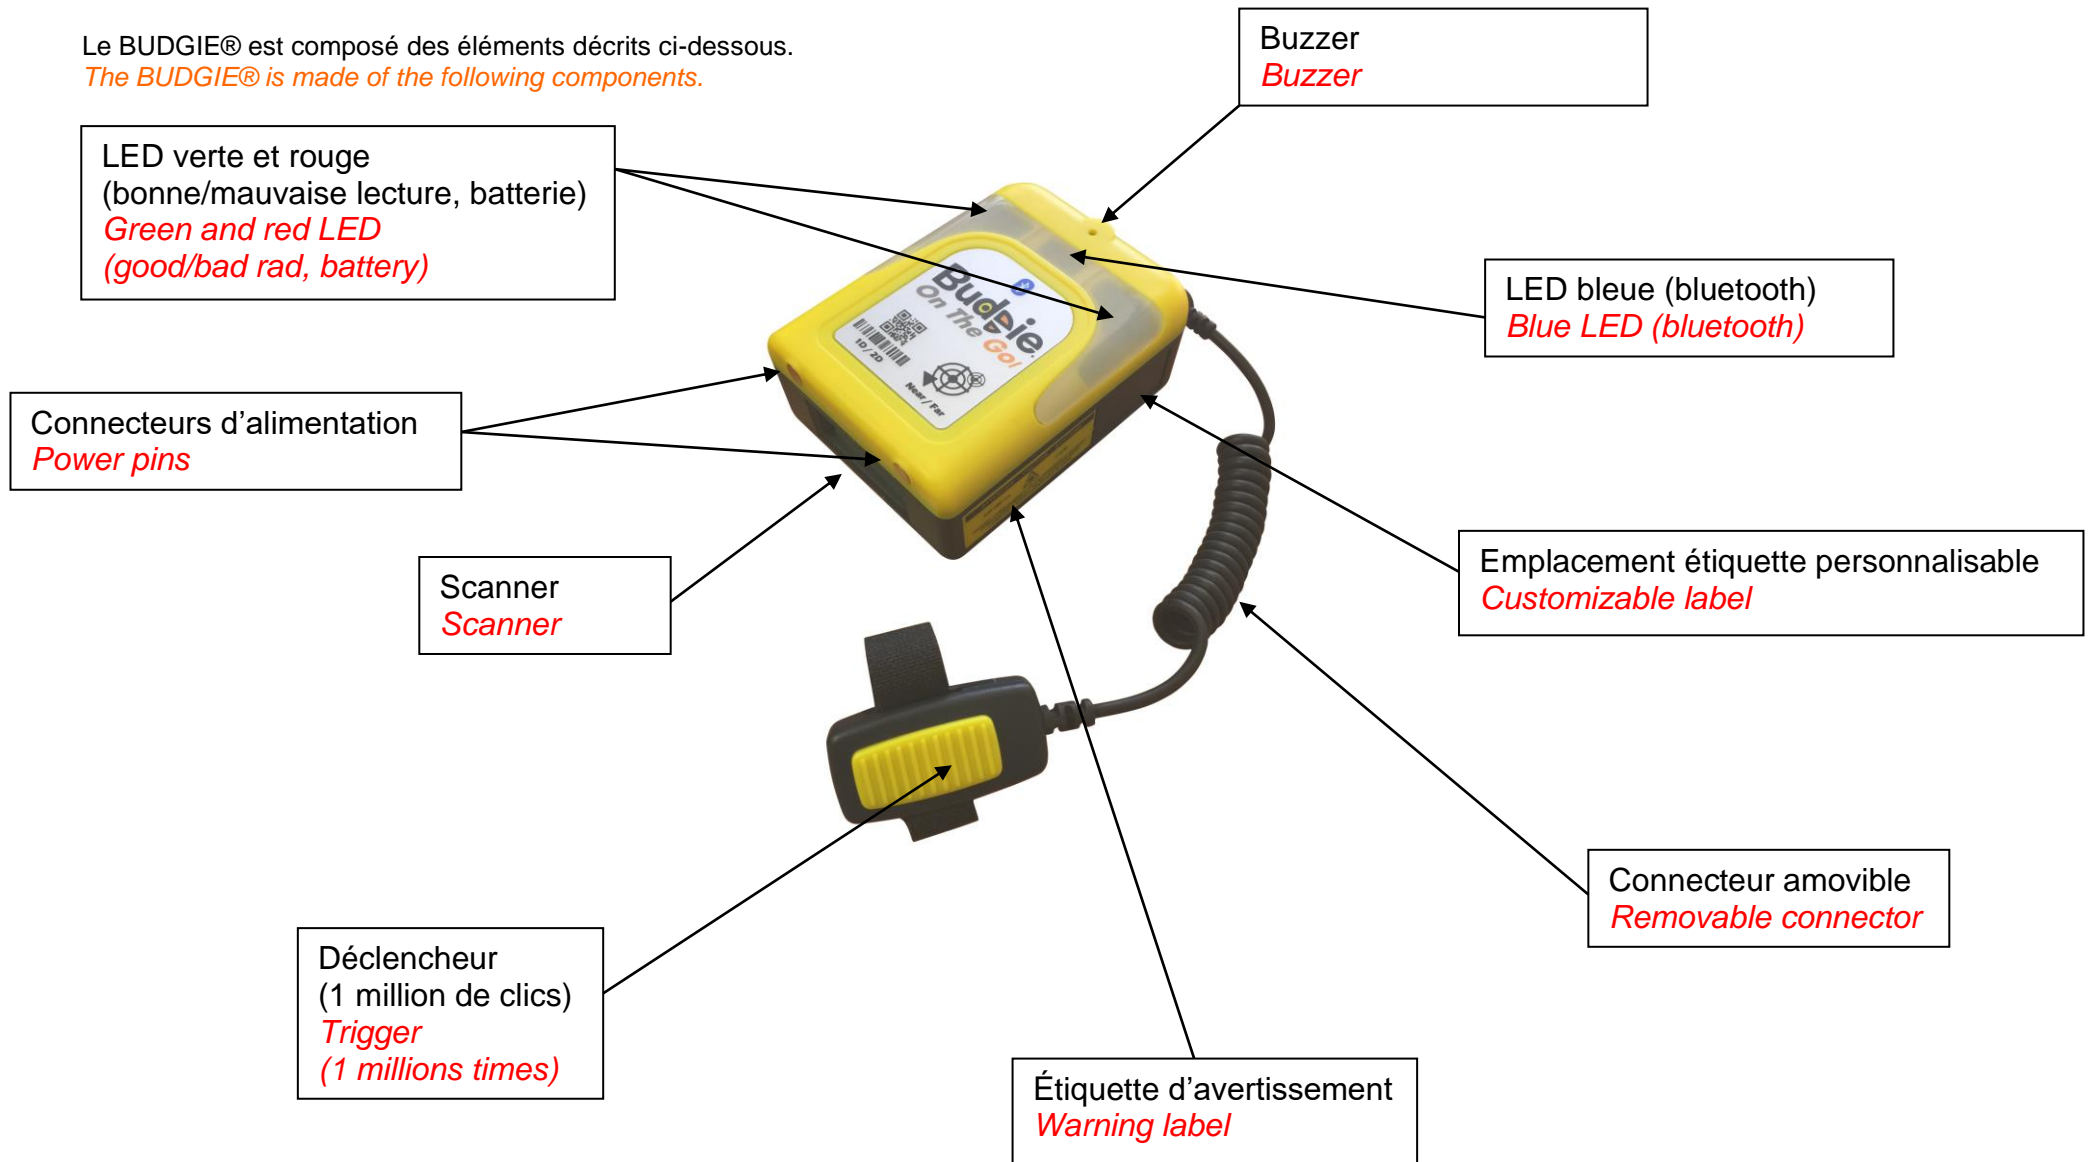 Le BUDGIE® est composé des éléments décrits ci-dessous.
The BUDGIE® is made of the following components.
Buzzer
Buzzer
LED verte et rouge
(bonne/mauvaise lecture, batterie)
Green and red LED
(good/bad rad, battery)
LED bleue (bluetooth)
Blue LED (bluetooth)
Budgie
On The Go!
1D / 2D
Near / Far
Connecteurs d’alimentation
Power pins
Scanner
Scanner
Emplacement étiquette personnalisable
Customizable label
Connecteur amovible
Removable connector
Déclencheur
(1 million de clics)
Trigger
(1 millions times)
Étiquette d’avertissement
Warning label